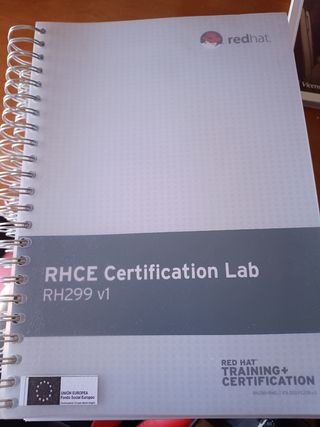 redhat.
RHCE Certification Lab
RH299 v1
RED HAT
TRAINING+
CERTIFICATION
UNIÓN EUROPEA
Fondo Social Europeo